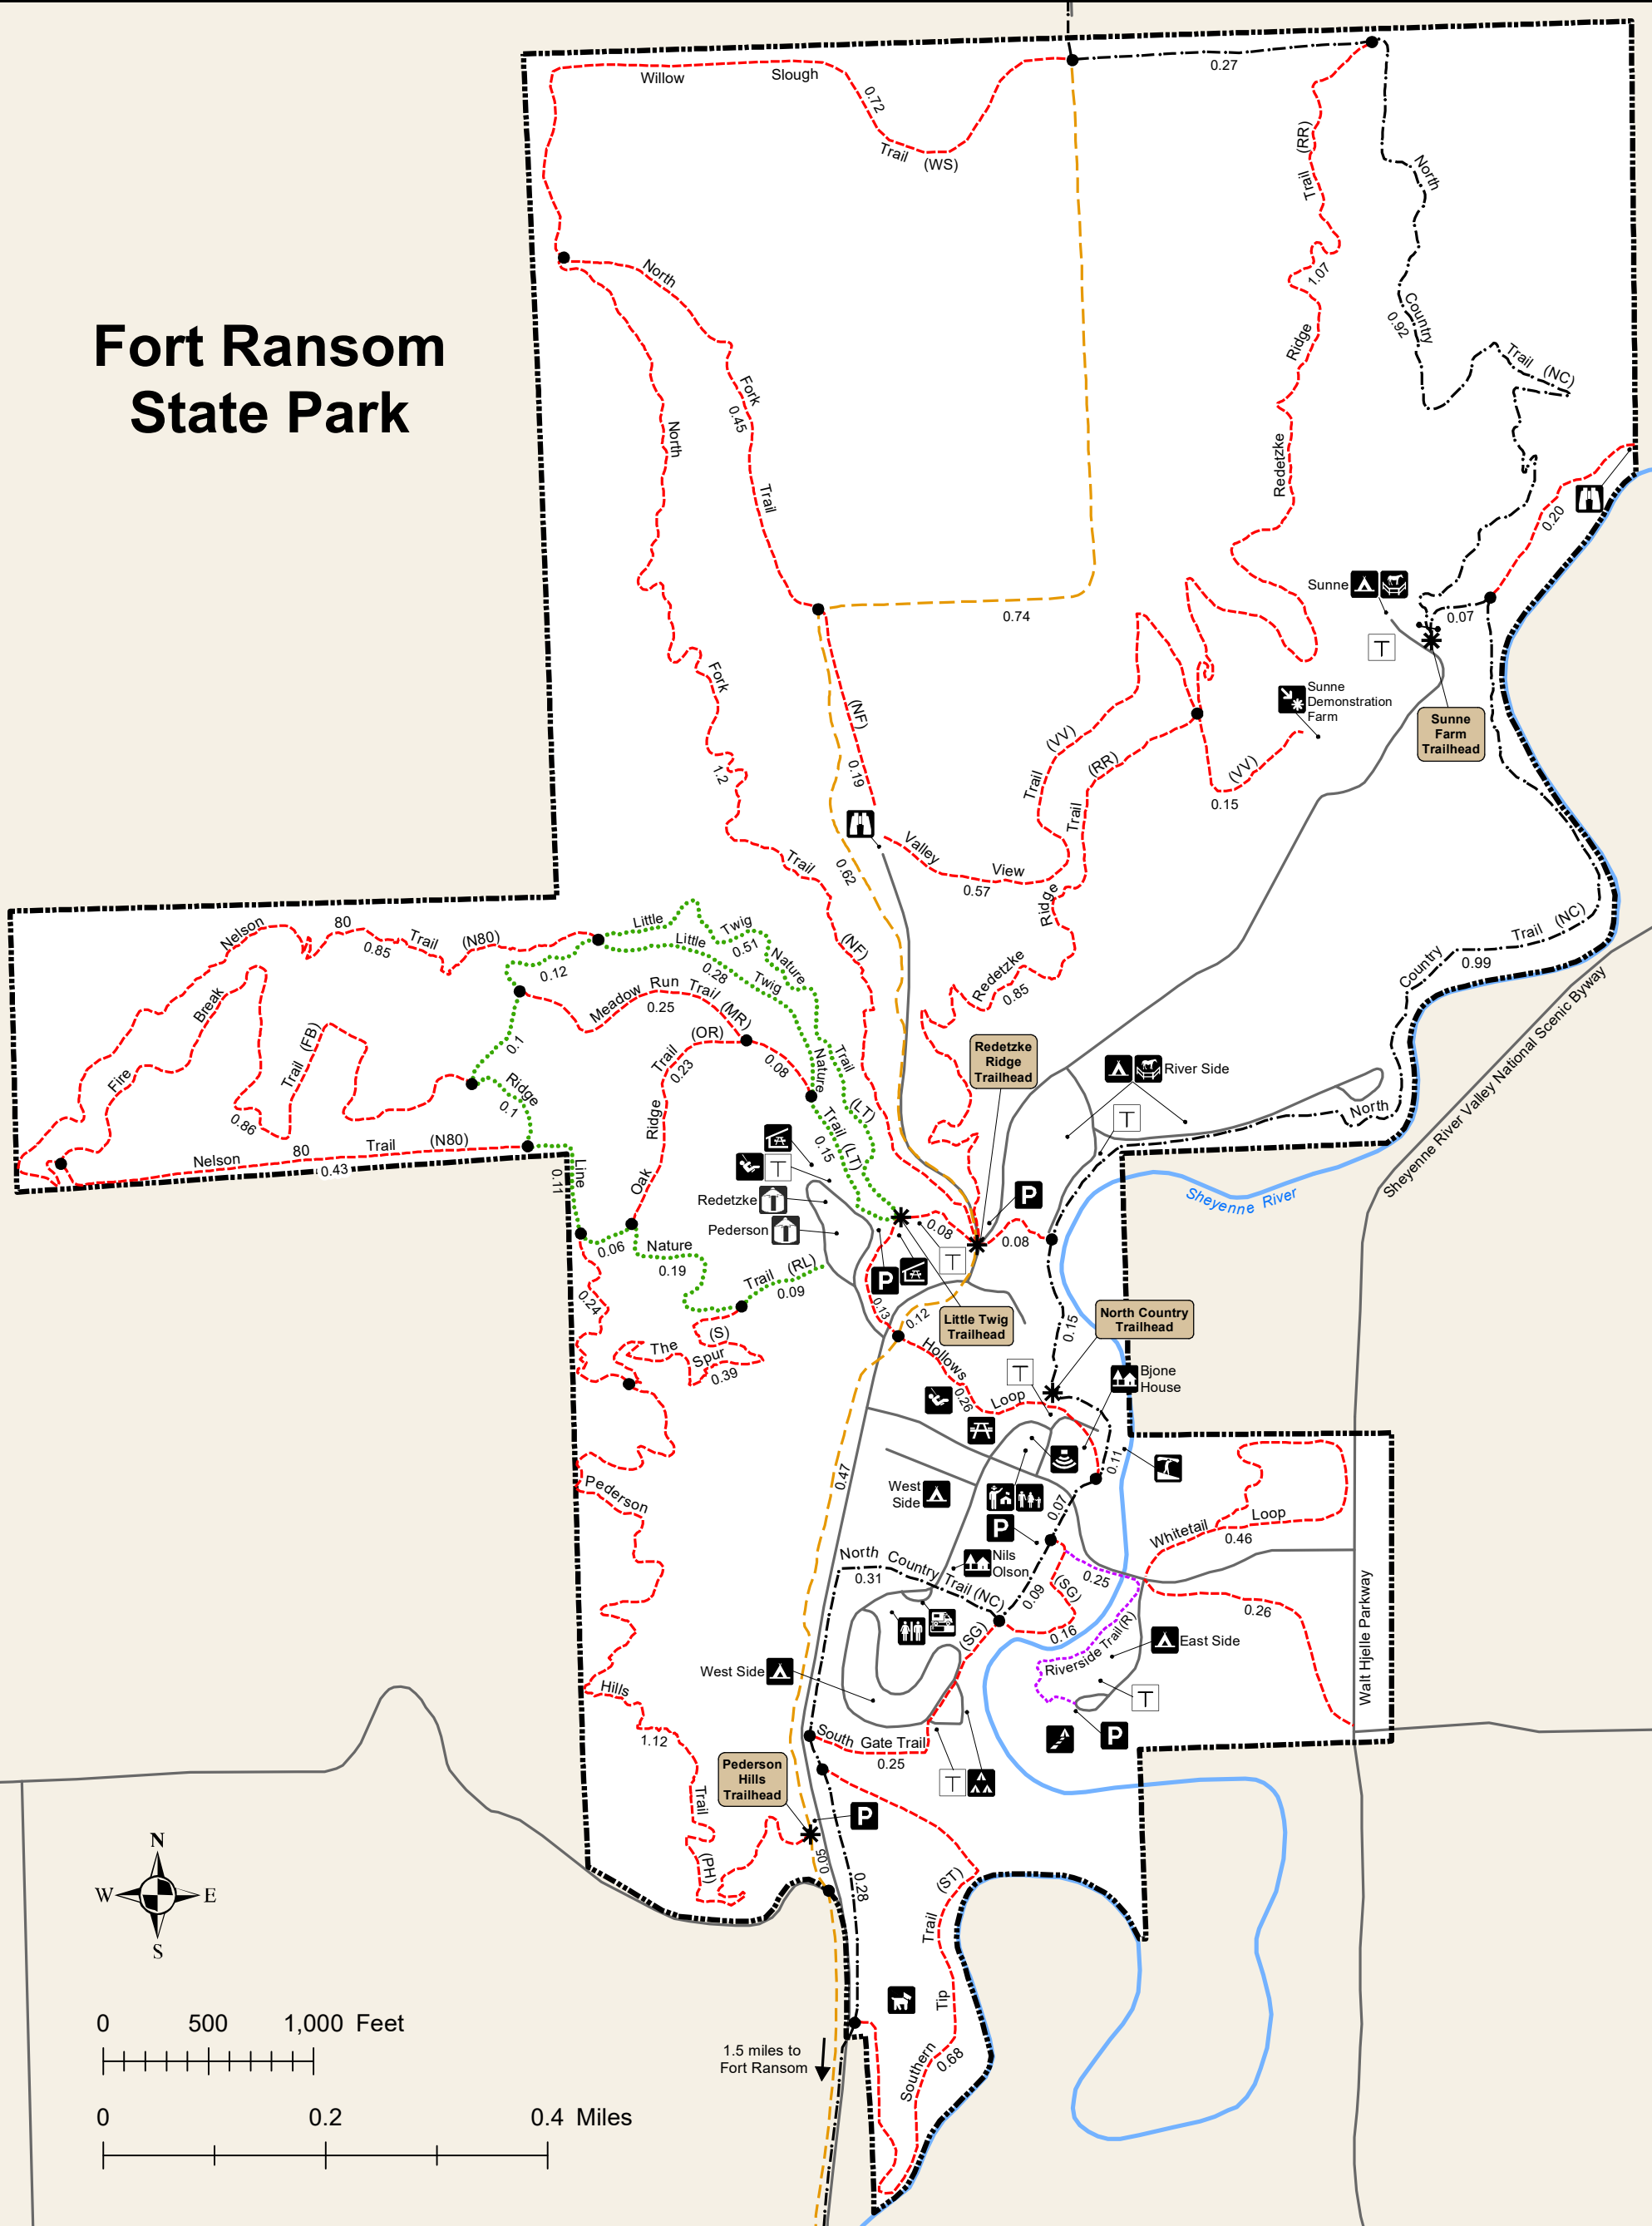 Fort Ransom
State Park
Willow Slough
0.72
Trail (WS)
0.27
Trail (RR)
North
1.07
Country
0.92
Trail (NC)
Ridge
Redetzke
North
Fork
0.45
Trail
North
Fork
1.2
Trail
(NF)
0.20
Sunne
0.07
T
0.74
(NF)
0.19
0.62
Sunne
Demonstration
Farm
Sunne
Farm
Trailhead
Trail (VV)
Trail (RR)
(VV)
0.15
Valley View
0.57
Ridge
Redetzke
0.85
Nelson 80 Trail (N80)
0.85
Little Twig Nature Trail (LT)
0.51
Little Twig Nature Trail (LT)
0.28
0.12
Meadow Run Trail (MR)
0.25
Fire Break Trail (FB)
0.86
0.1
Ridge
0.1
Oak Ridge Trail (OR)
0.23
0.08
0.15
Nelson 80 Trail (N80)
0.43
Line
0.11
Country Trail (NC)
0.99
Sheyenne River Valley National Scenic Byway
Redetzke
Ridge
Trailhead
River Side
T
North
Sheyenne River
T
Redetzke
Pederson
P
0.08
0.08
T
P
0.06
Nature
0.19
Trail (RL)
0.09
0.24
0.13
0.12
Little Twig
Trailhead
North Country
Trailhead
0.15
The Spur (S)
0.39
Hollows
0.26
Loop
T
Bjone
House
0.11
0.47
West
Side
P
0.07
Whitetail Loop
0.46
Pederson
North Country Trail (NC)
0.31
Nils
Olson
0.09
(SG)
0.16
0.25
0.26
Riverside Trail (R)
East Side
T
P
Walt Hjelle Parkway
(SG)
West Side
Hills
1.12
South Gate Trail
0.25
T
Pederson
Hills
Trailhead
P
Trail
(PH)
0.05
0.28
(ST)
Trail
Tip
Southern
0.68
N
W E
S
0 500 1,000 Feet
1.5 miles to
Fort Ransom
0 0.2 0.4 Miles